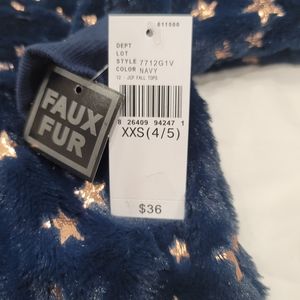 811500
DEPT
LOT
STYLE 7712G1V
COLOR NAVY
12 - JCP FALL TOPS
8 26409 94247 1
XXS(4/5)
$36
FAUX
FUR